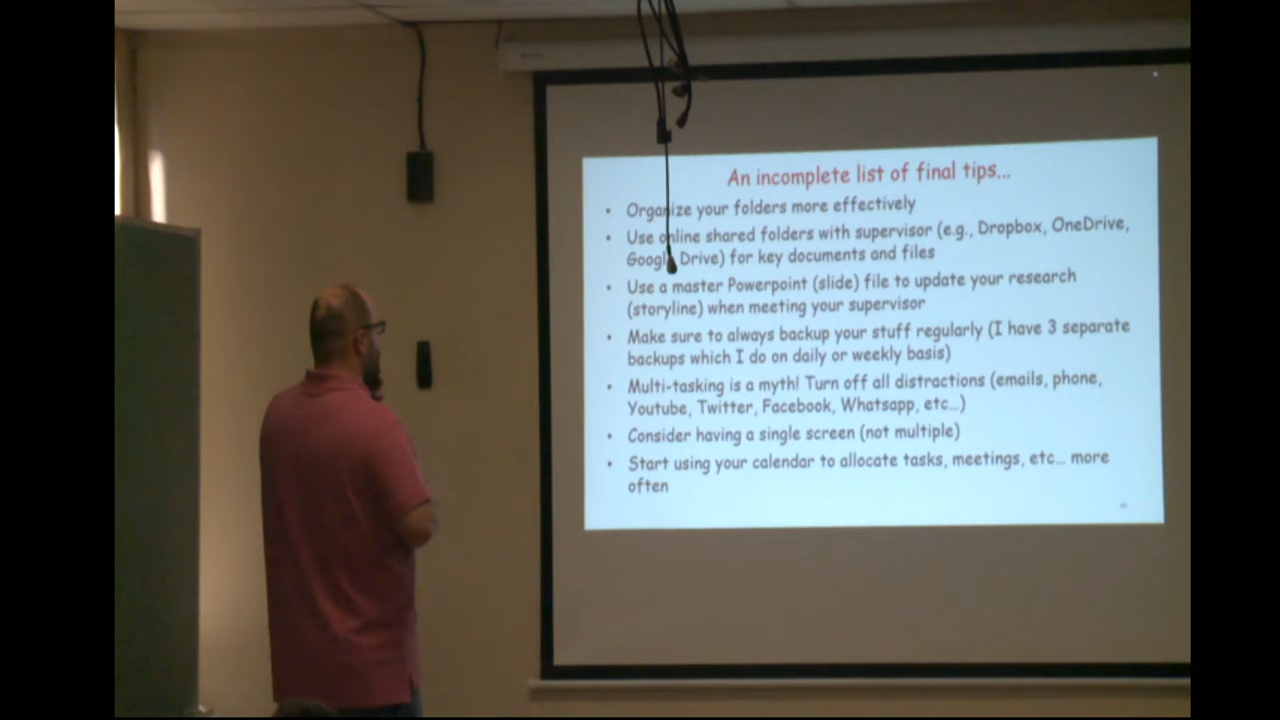 An incomplete list of final tips...
• Organize your folders more effectively
• Use online shared folders with supervisor (e.g., Dropbox, OneDrive,
Google Drive) for key documents and files
• Use a master Powerpoint (slide) file to update your research
(storyline) when meeting your supervisor
• Make sure to always backup your stuff regularly (I have 3 separate
backups which I do on daily or weekly basis)
• Multi-tasking is a myth! Turn off all distractions (emails, phone,
Youtube, Twitter, Facebook, Whatsapp, etc...)
• Consider having a single screen (not multiple)
• Start using your calendar to allocate tasks, meetings, etc... more
often